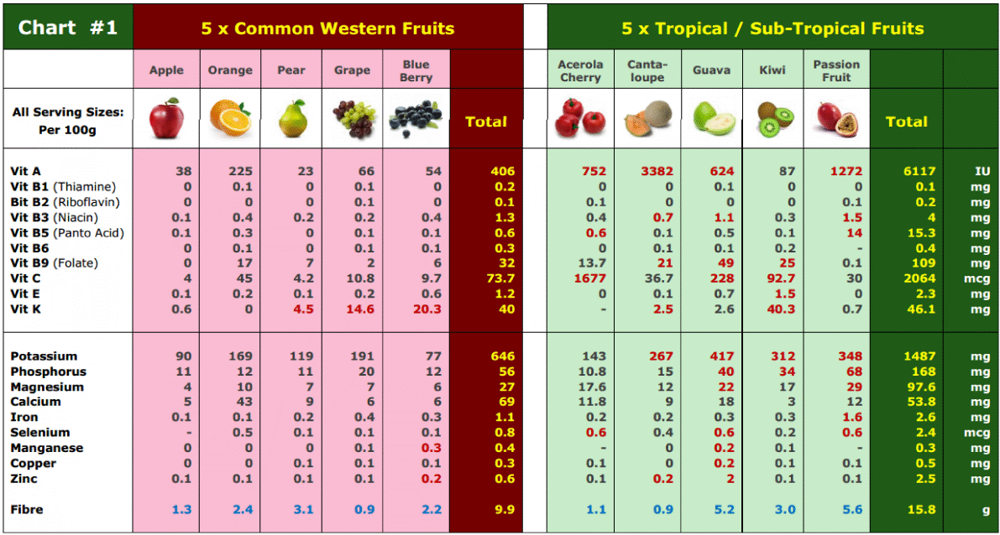 Chart #1 5 x Common Western Fruits 5 x Tropical / Sub-Tropical Fruits
Apple Orange Pear Grape Blue Berry Acerola Cherry Canta- loupe Guava Kiwi Passion Fruit
All Serving Sizes:
Per 100g
Total Total
Vit A 38 225 23 66 54 406 752 3382 624 87 1272 6117 IU
Vit B1 (Thiamine) 0 0.1 0 0.1 0 0.2 0 0 0.1 0 0 0.1 mg
Bit B2 (Riboflavin) 0 0 0 0.1 0 0.1 0.1 0 0 0 0.1 0.2 mg
Vit B3 (Niacin) 0.1 0.4 0.2 0.2 0.4 1.3 0.4 0.7 1.1 0.3 1.5 4 mg
Vit B5 (Panto Acid) 0.1 0.3 0 0.1 0.1 0.6 0.6 0.1 0.5 0.1 14 15.3 mg
Vit B6 0 0.1 0 0.1 0.1 0.3 0 0.1 0.1 0.2 - 0.4 mg
Vit B9 (Folate) 0 17 7 2 6 32 13.7 21 49 25 0.1 109 mg
Vit C 4 45 4.2 10.8 9.7 73.7 1677 36.7 228 92.7 30 2064 mcg
Vit E 0.1 0.2 0.1 0.2 0.6 1.2 0 0.1 0.7 1.5 0 2.3 mg
Vit K 0.6 0 4.5 14.6 20.3 40 - 2.5 2.6 40.3 0.7 46.1 mg
Potassium 90 169 119 191 77 646 143 267 417 312 348 1487 mg
Phosphorus 11 12 11 20 12 56 10.8 15 40 34 68 168 mg
Magnesium 4 10 7 7 6 27 17.6 12 22 17 29 97.6 mg
Calcium 5 43 9 6 6 69 11.8 9 18 3 12 53.8 mg
Iron 0.1 0.1 0.2 0.4 0.3 1.1 0.2 0.2 0.3 0.3 1.6 2.6 mg
Selenium - 0.5 0.1 0.1 0.1 0.8 0.6 0.4 0.6 0.2 0.6 2.4 mcg
Manganese 0 0 0 0.1 0.3 0.4 - 0 0.2 0.1 - 0.3 mg
Copper 0 0 0.1 0.1 0.1 0.3 0.1 0 0.2 0.1 0.1 0.5 mg
Zinc 0.1 0.1 0.1 0.1 0.2 0.6 0.1 0.2 2 0.1 0.1 2.5 mg
Fibre 1.3 2.4 3.1 0.9 2.2 9.9 1.1 0.9 5.2 3.0 5.6 15.8 g